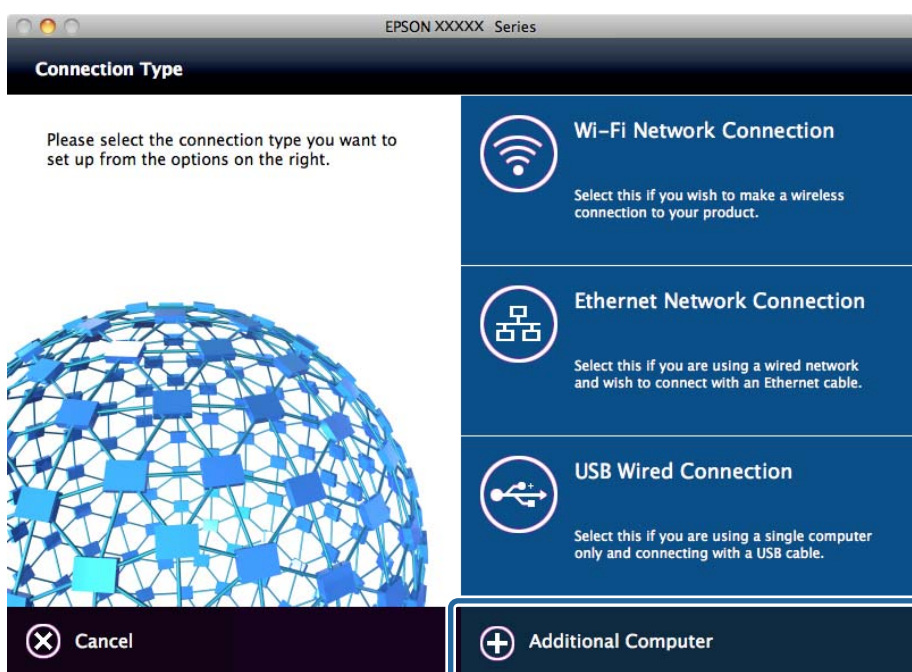 EPSON XXXXX Series
Connection Type
Please select the connection type you want to
set up from the options on the right.
Wi-Fi Network Connection
Select this if you wish to make a wireless
connection to your product.
Ethernet Network Connection
Select this if you are using a wired network
and wish to connect with an Ethernet cable.
USB Wired Connection
Select this if you are using a single computer
only and connecting with a USB cable.
Cancel
Additional Computer